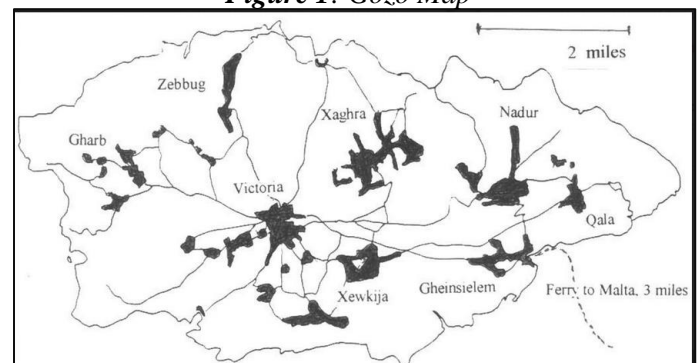 Figure 1. Gozo Map
2 miles
Zebbug
Nadur
Xaghra
Gharb
Victoria
Qala
Gheinsielem
Ferry to Malta, 3 miles
Xewkija